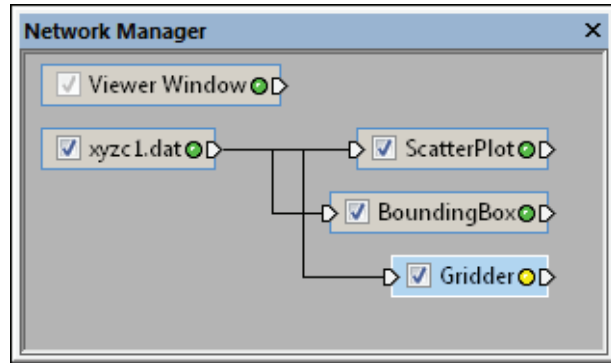 Network Manager
Viewer Window
xyzc1.dat
ScatterPlot
BoundingBox
Gridder